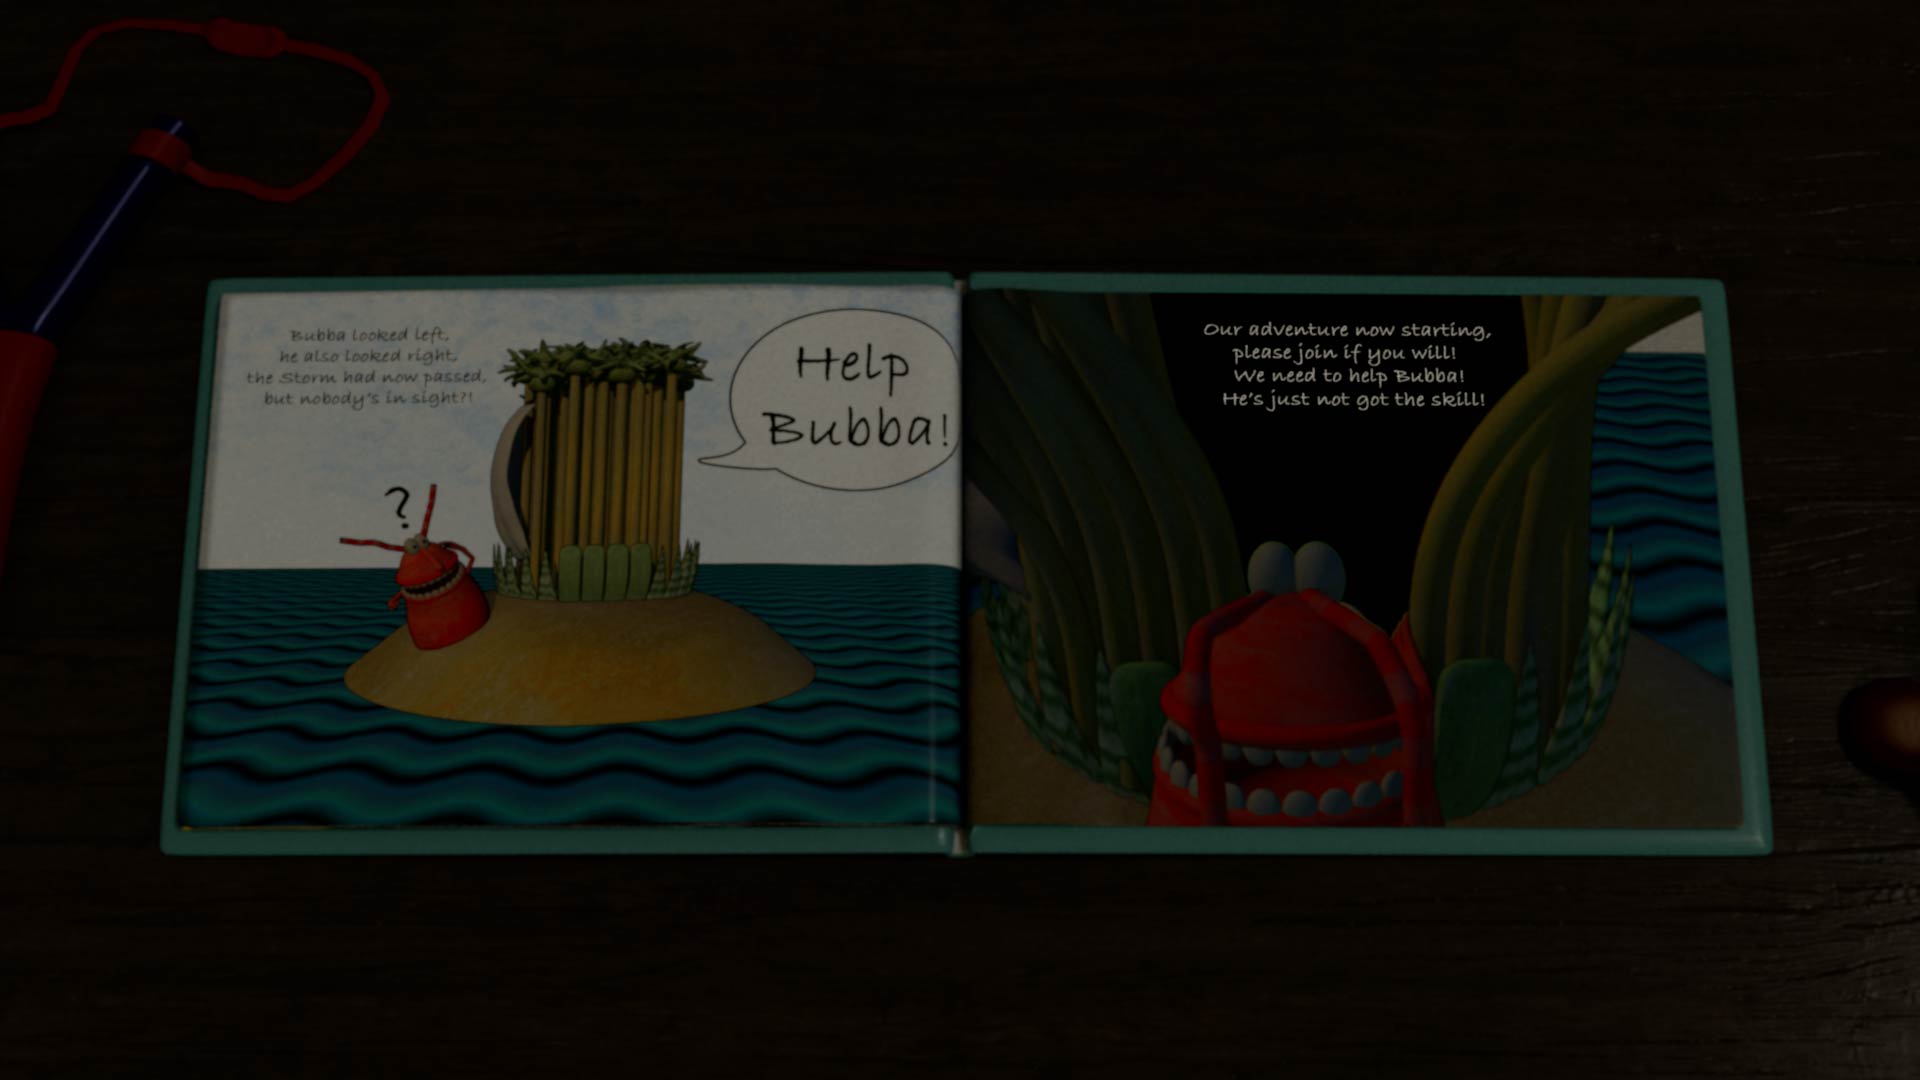 Bubba looked left,
he also looked right,
the Storm had now passed,
but nobody's in sight?!
?
Help
Bubba!
Our adventure now starting,
please join if you will!
We need to help Bubba!
He's just not got the skill!